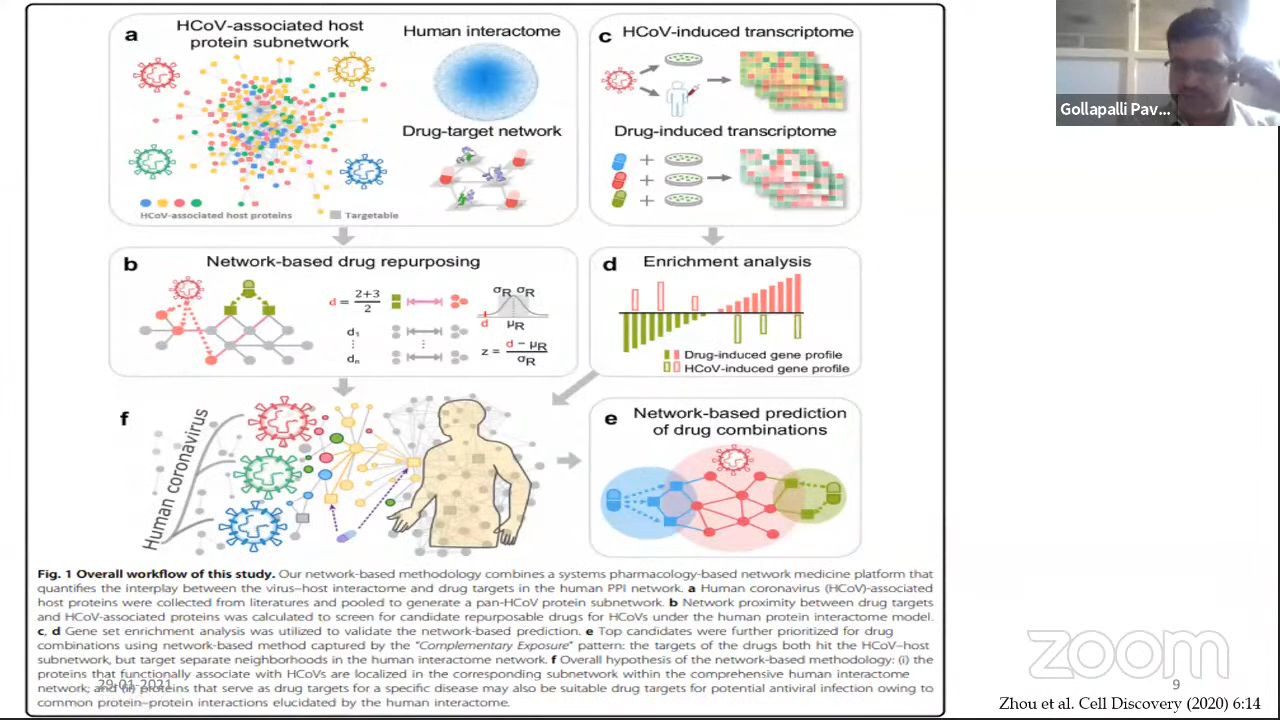 a
HCoV-associated host
protein subnetwork
Human interactome
Drug-target network
HCoV-associated host proteins
Targetable
c
HCoV-induced transcriptome
Drug-induced transcriptome
+
+
+
b
Network-based drug repurposing
d = 2+3 / 2
d₁
⋮
⋮
dₙ
σR σR
d
μR
z = d − μR / σR
d
Enrichment analysis
Drug-induced gene profile
HCoV-induced gene profile
f
Human coronavirus
e
Network-based prediction
of drug combinations
Fig. 1 Overall workflow of this study. Our network-based methodology combines a systems pharmacology-based network medicine platform that
quantifies the interplay between the virus–host interactome and drug targets in the human PPI network. a Human coronavirus (HCoV)-associated
host proteins were collected from literatures and pooled to generate a pan-HCoV protein subnetwork. b Network proximity between drug targets
and HCoV-associated proteins was calculated to screen for candidate repurposable drugs for HCoVs under the human protein interactome model.
c, d Gene set enrichment analysis was utilized to validate the network-based prediction. e Top candidates were further prioritized for drug
combinations using network-based method captured by the “Complementary Exposure” pattern: the targets of the drugs both hit the HCoV–host
subnetwork, but target separate neighborhoods in the human interactome network. f Overall hypothesis of the network-based methodology: (i) the
proteins that functionally associate with HCoVs are localized in the corresponding subnetwork within the comprehensive human interactome
network; and (ii) proteins that serve as drug targets for a specific disease may also be suitable drug targets for potential antiviral infection owing to
common protein–protein interactions elucidated by the human interactome.
29-01-2021
9
Zhou et al. Cell Discovery (2020) 6:14
Gollapalli Pav...
zoom